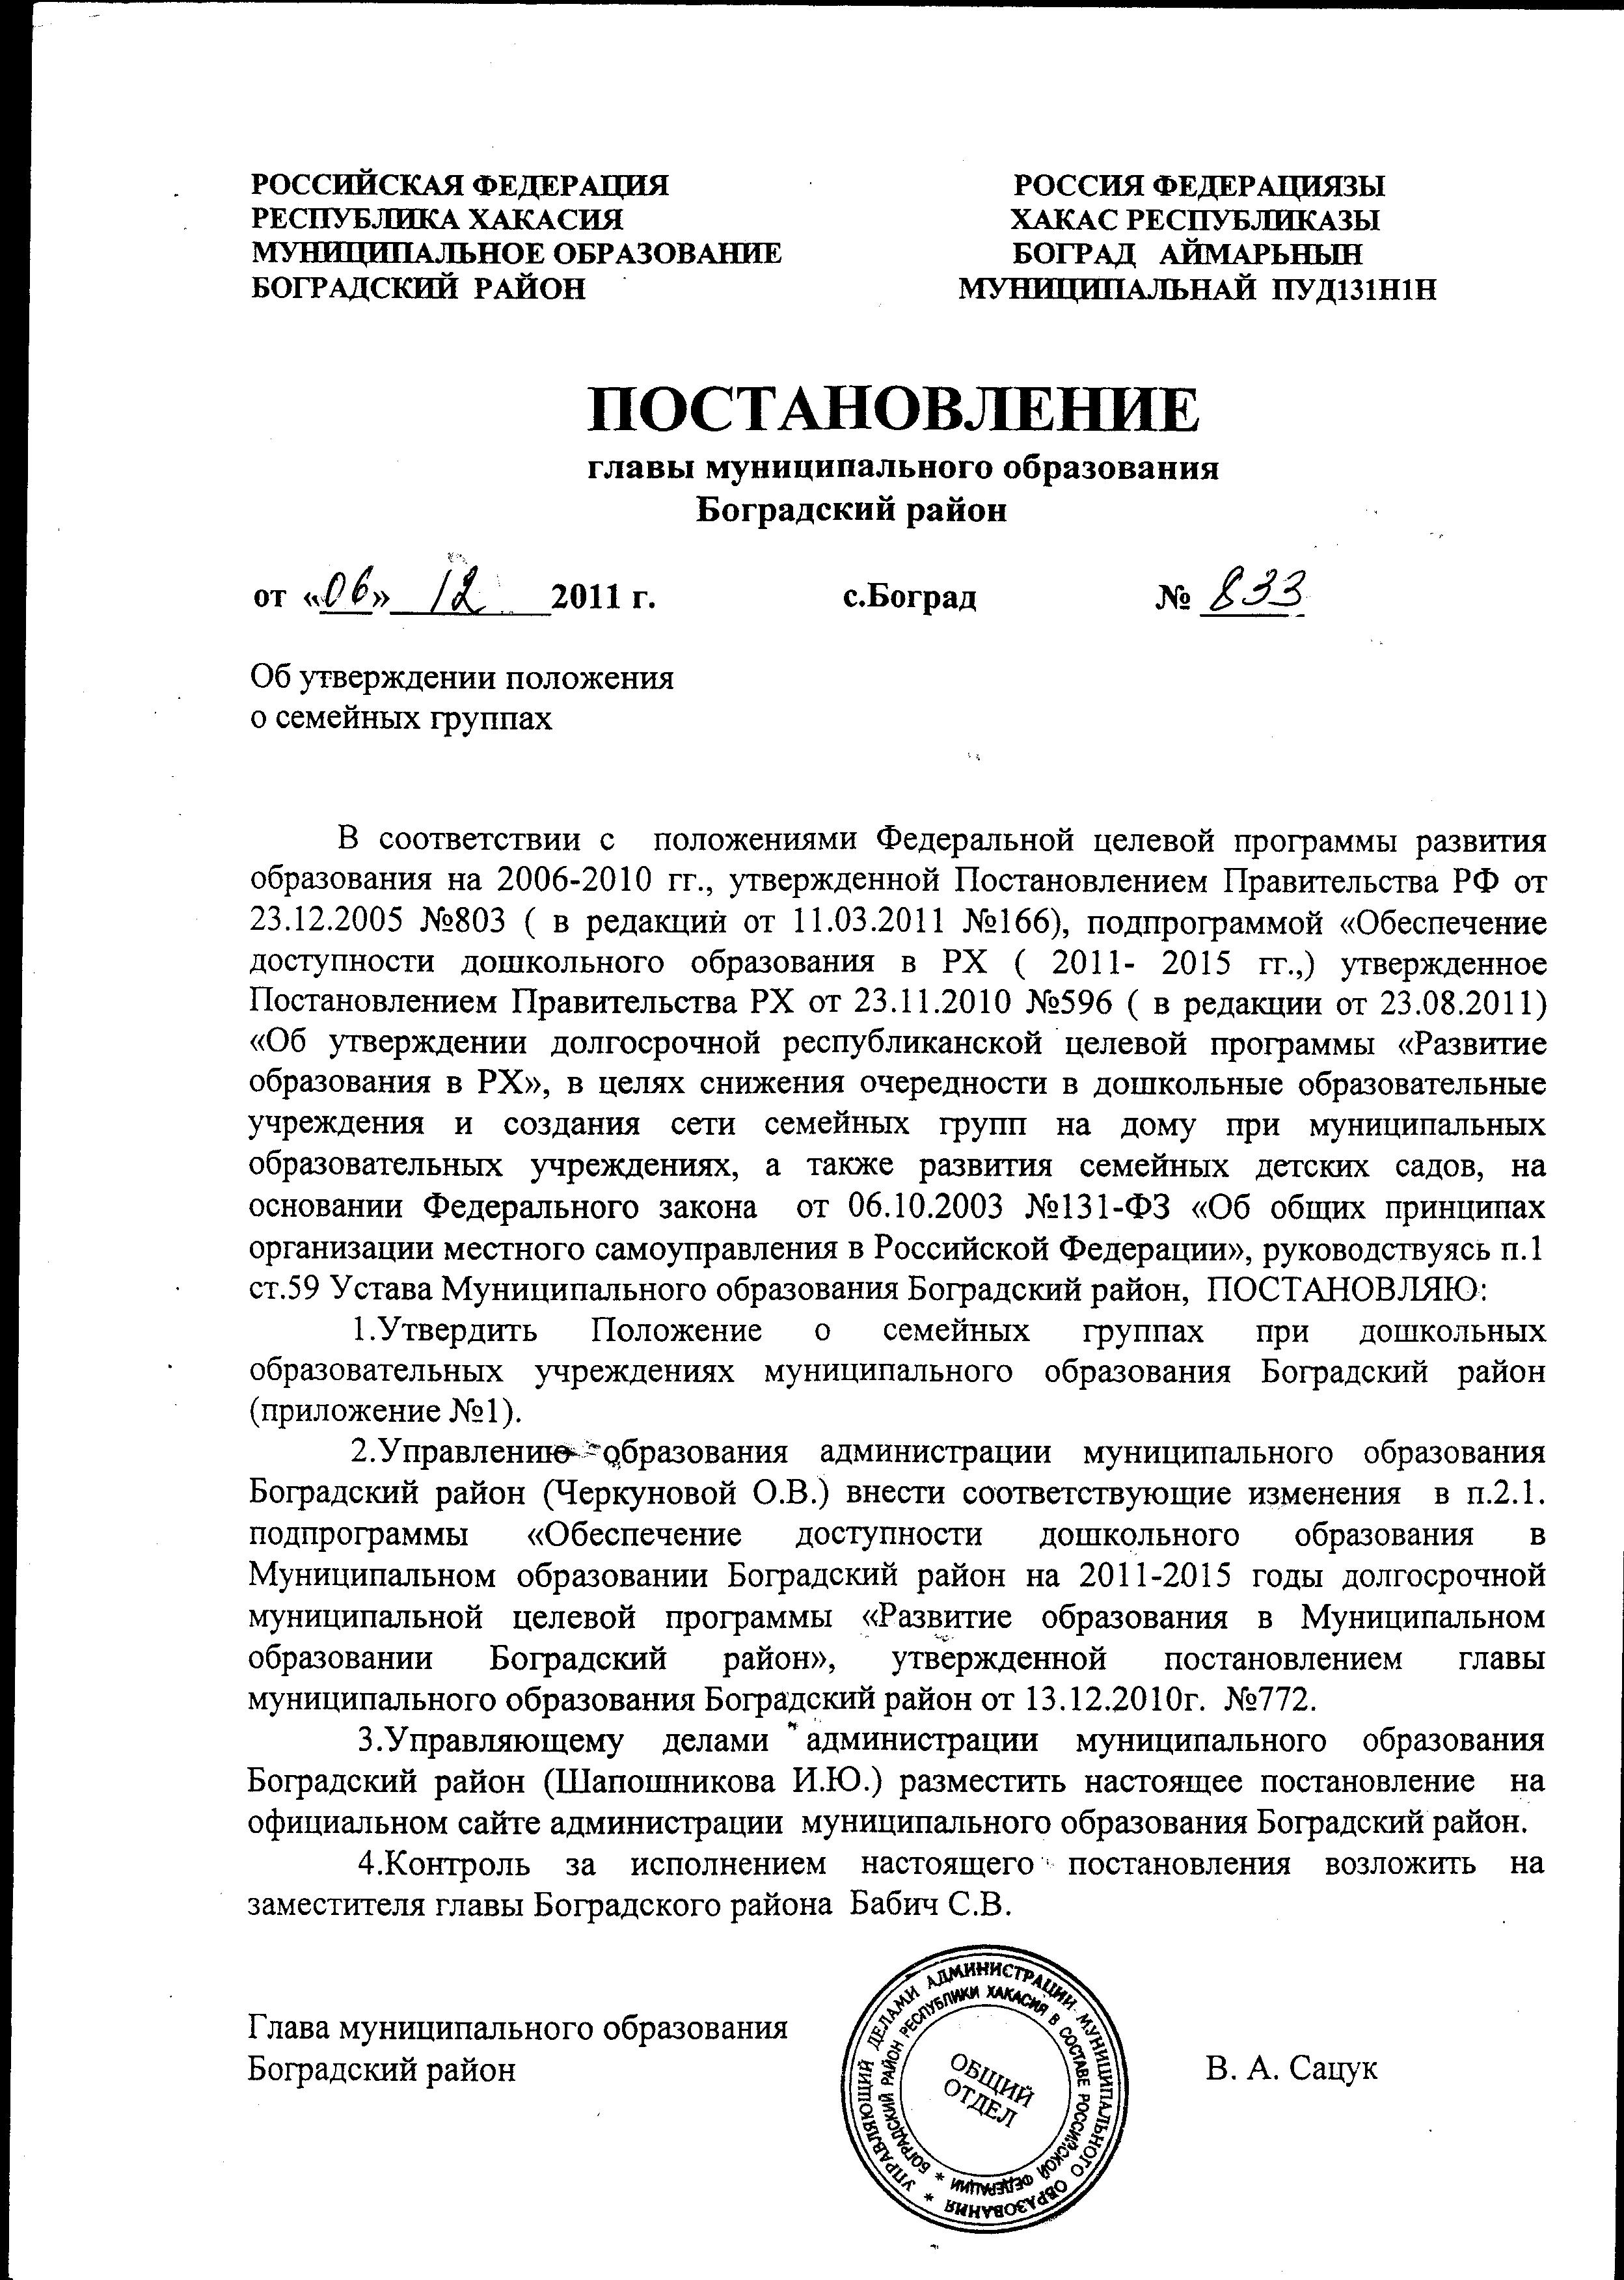 РОССИЙСКАЯ ФЕДЕРАЦИЯ
РЕСПУБЛИКА ХАКАСИЯ
МУНИЦИПАЛЬНОЕ ОБРАЗОВАНИЕ
БОГРАДСКИЙ РАЙОН
РОССИЯ ФЕДЕРАЦИЯЗЫ
ХАКАС РЕСПУБЛИКАЗЫ
БОГРАД АЙМАРЬНЫН
МУНИЦИПАЛЬНАЙ ПУД131Н1Н
ПОСТАНОВЛЕНИЕ
главы муниципального образования
Боградский район
от «06» 12 2011 г. с.Боград № 833
Об утверждении положения
о семейных группах
В соответствии с положениями Федеральной целевой программы развития
образования на 2006-2010 гг., утвержденной Постановлением Правительства РФ от
23.12.2005 №803 ( в редакций от 11.03.2011 №166), подпрограммой «Обеспечение
доступности дошкольного образования в РХ ( 2011- 2015 гг.,) утвержденное
Постановлением Правительства РХ от 23.11.2010 №596 ( в редакции от 23.08.2011)
«Об утверждении долгосрочной республиканской целевой программы «Развитие
образования в РХ», в целях снижения очередности в дошкольные образовательные
учреждения и создания сети семейных групп на дому при муниципальных
образовательных учреждениях, а также развития семейных детских садов, на
основании Федерального закона от 06.10.2003 №131-ФЗ «Об общих принципах
организации местного самоуправления в Российской Федерации», руководствуясь п.1
ст.59 Устава Муниципального образования Боградский район, ПОСТАНОВЛЯЮ:
1.Утвердить Положение о семейных группах при дошкольных
образовательных учреждениях муниципального образования Боградский район
(приложение №1).
2.Управлению образования администрации муниципального образования
Боградский район (Черкуновой О.В.) внести соответствующие изменения в п.2.1.
подпрограммы «Обеспечение доступности дошкольного образования в
Муниципальном образовании Боградский район на 2011-2015 годы долгосрочной
муниципальной целевой программы «Развитие образования в Муниципальном
образовании Боградский район», утвержденной постановлением главы
муниципального образования Боградский район от 13.12.2010г. №772.
3.Управляющему делами администрации муниципального образования
Боградский район (Шапошникова И.Ю.) разместить настоящее постановление на
официальном сайте администрации муниципального образования Боградский район.
4.Контроль за исполнением настоящего постановления возложить на
заместителя главы Боградского района Бабич С.В.
Глава муниципального образования
Боградский район
В. А. Сацук
УПРАВЛЯЮЩИЙ ДЕЛАМИ АДМИНИСТРАЦИИ МУНИЦИПАЛЬНОГО ОБРАЗОВАНИЯ *
БОГРАДСКИЙ РАЙОН РЕСПУБЛИКИ ХАКАСИЯ В СОСТАВЕ РОССИЙСКОЙ ФЕДЕРАЦИИ *
ОБЩИЙ
ОТДЕЛ